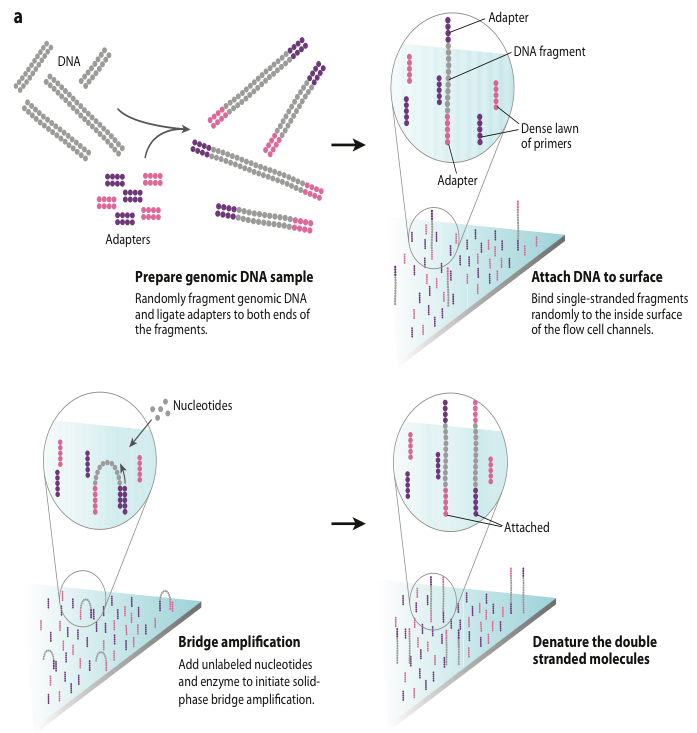 a
DNA
Adapters
Prepare genomic DNA sample
Randomly fragment genomic DNA
and ligate adapters to both ends of
the fragments.
Adapter
DNA fragment
Dense lawn
of primers
Adapter
Attach DNA to surface
Bind single-stranded fragments
randomly to the inside surface
of the flow cell channels.
Nucleotides
Bridge amplification
Add unlabeled nucleotides
and enzyme to initiate solid-
phase bridge amplification.
Attached
Denature the double
stranded molecules